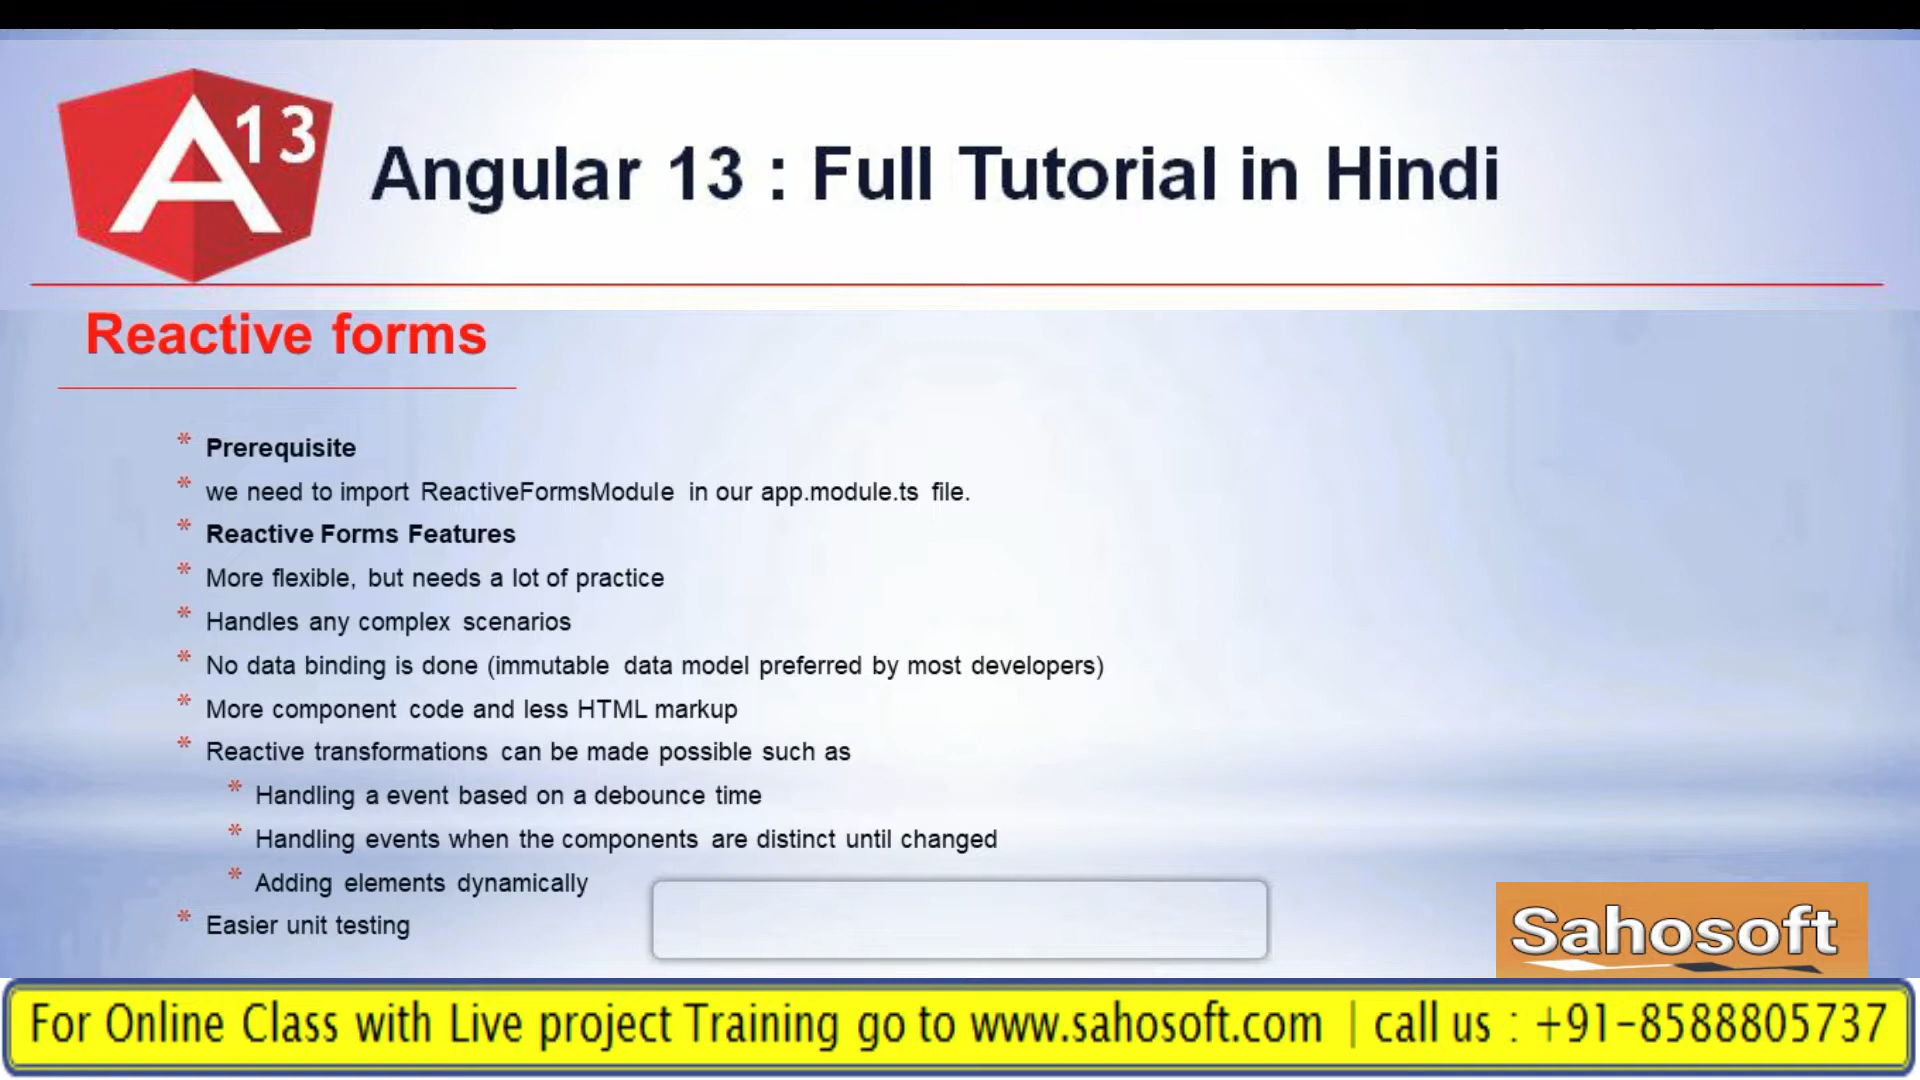 A13
Angular 13 : Full Tutorial in Hindi
Reactive forms
* Prerequisite
* we need to import ReactiveFormsModule in our app.module.ts file.
* Reactive Forms Features
* More flexible, but needs a lot of practice
* Handles any complex scenarios
* No data binding is done (immutable data model preferred by most developers)
* More component code and less HTML markup
* Reactive transformations can be made possible such as
* Handling a event based on a debounce time
* Handling events when the components are distinct until changed
* Adding elements dynamically
* Easier unit testing
Sahosoft
For Online Class with Live project Training go to www.sahosoft.com | call us : +91-8588805737